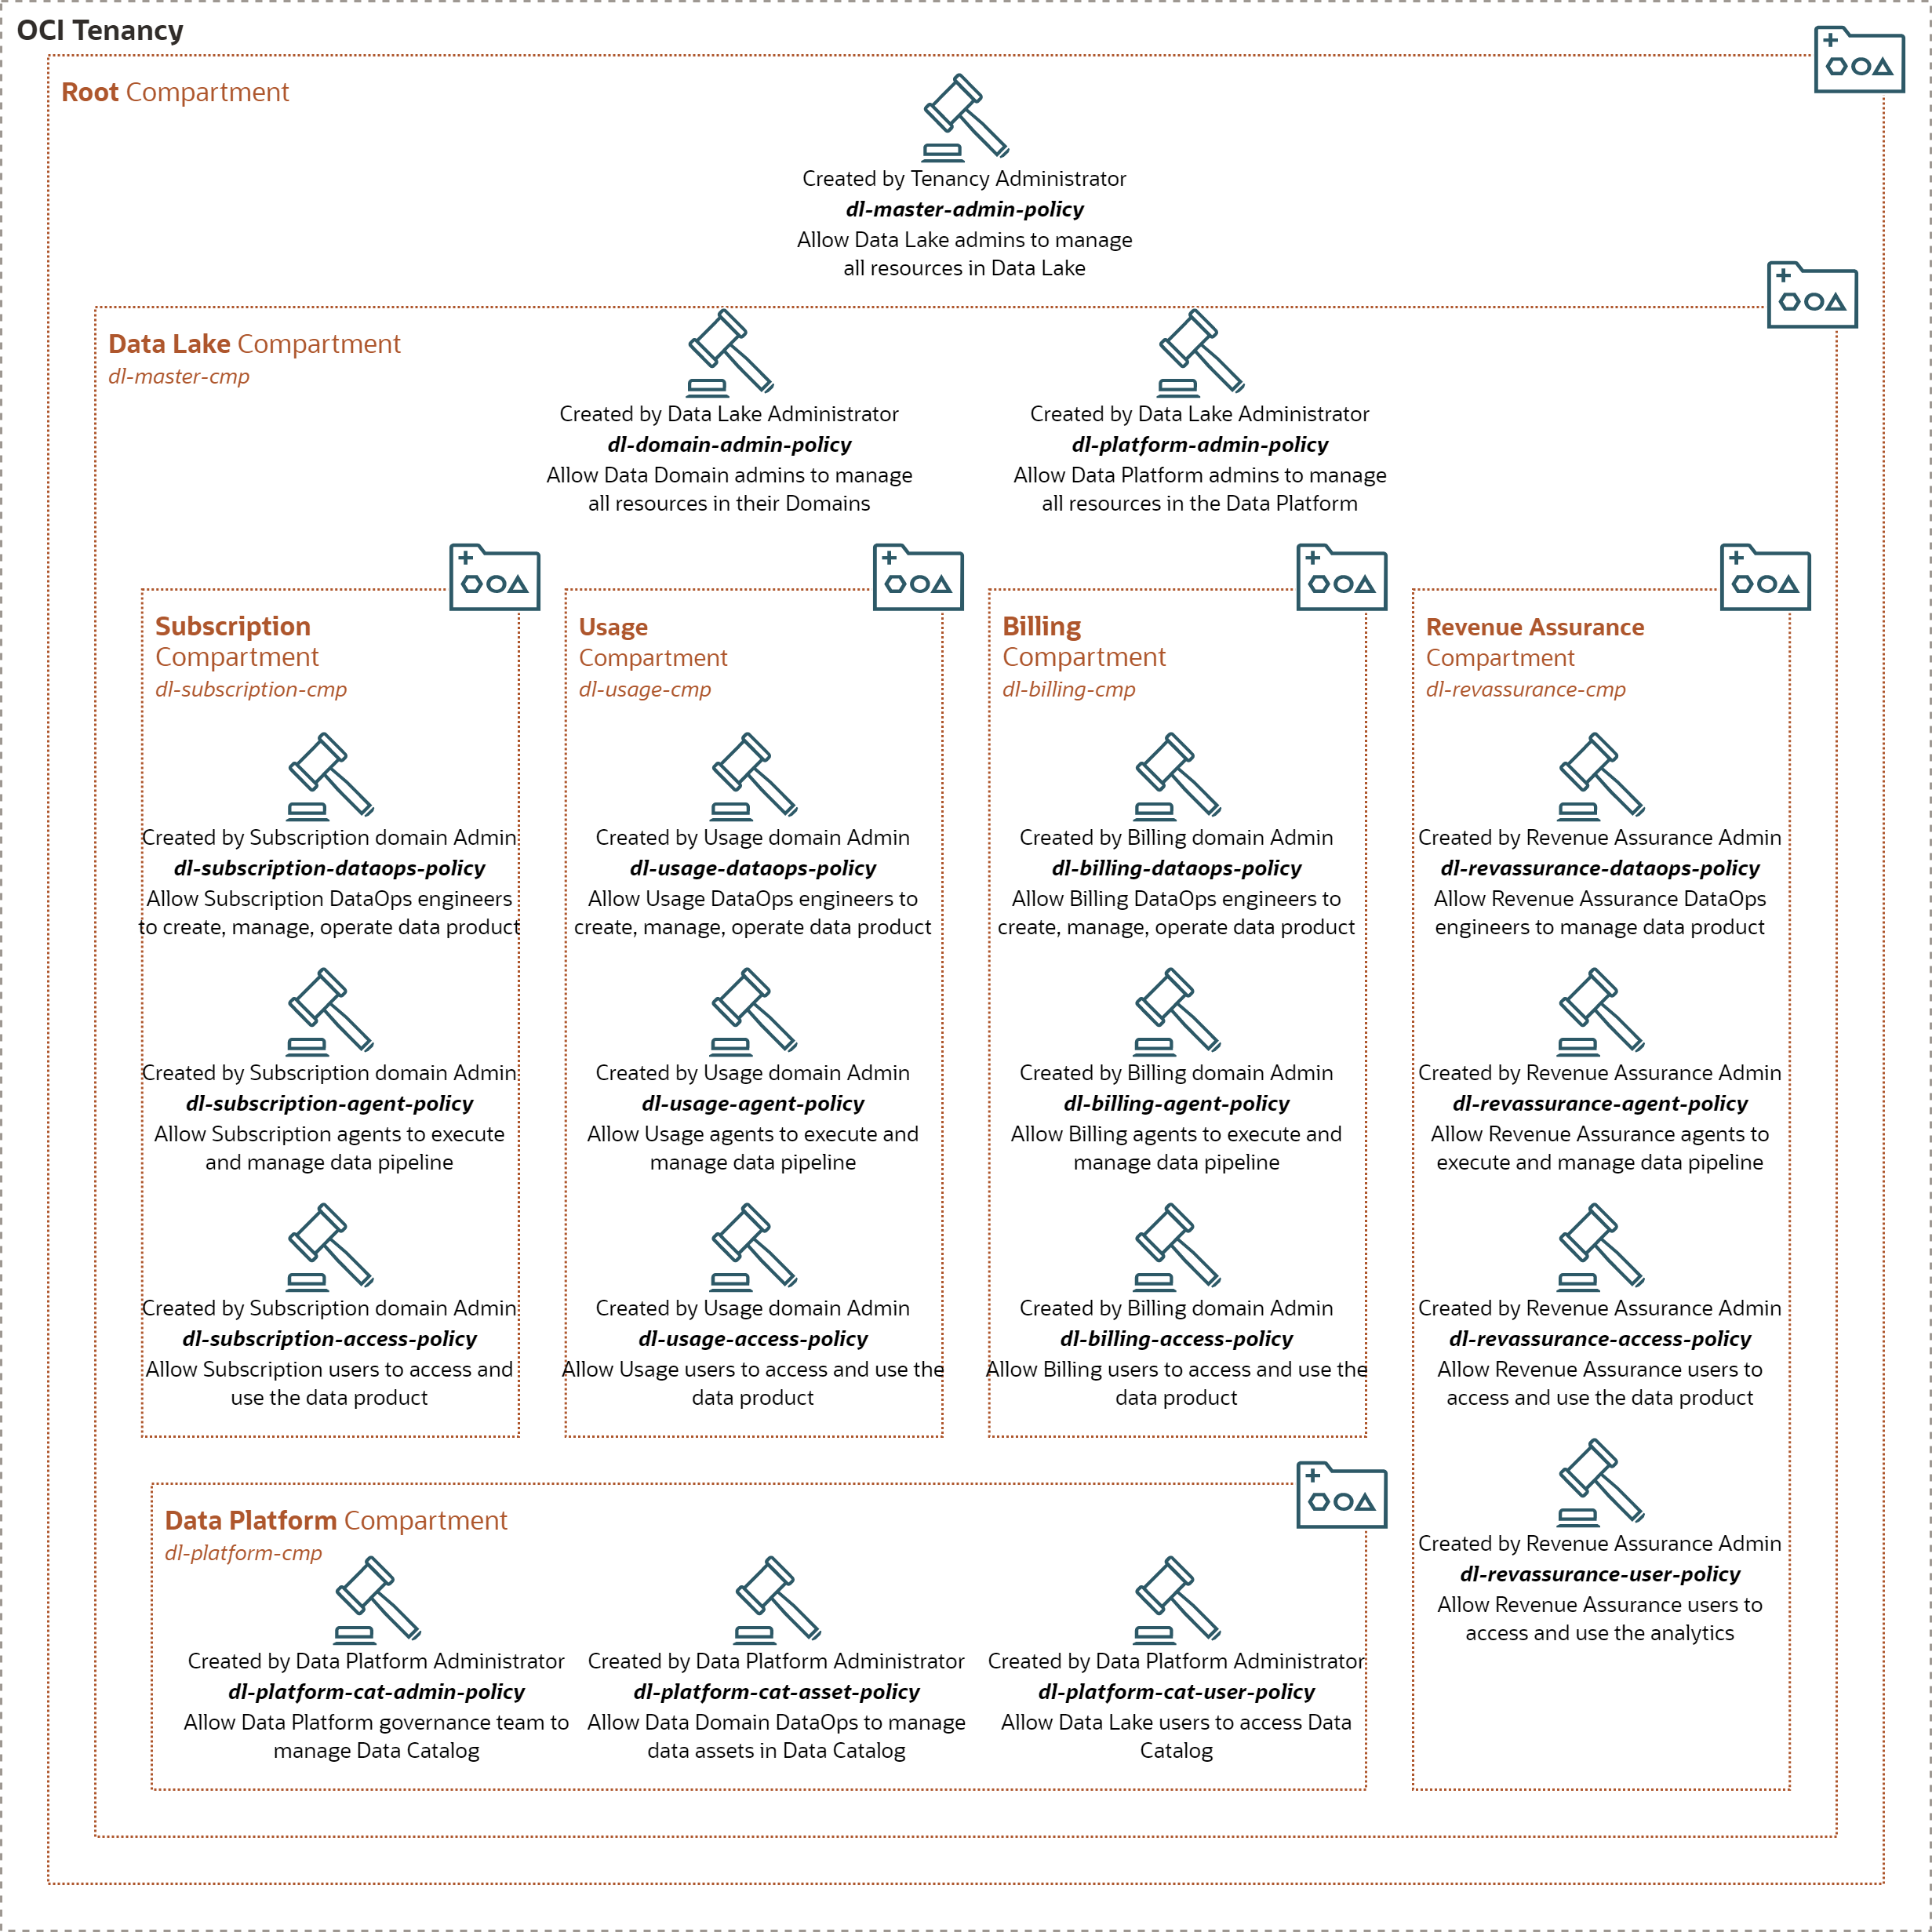 OCI Tenancy
Root Compartment
Created by Tenancy Administrator
dl-master-admin-policy
Allow Data Lake admins to manage
all resources in Data Lake
Data Lake Compartment
dl-master-cmp
Created by Data Lake Administrator
dl-domain-admin-policy
Allow Data Domain admins to manage
all resources in their Domains
Created by Data Lake Administrator
dl-platform-admin-policy
Allow Data Platform admins to manage
all resources in the Data Platform
Subscription
Compartment
dl-subscription-cmp
Created by Subscription domain Admin
dl-subscription-dataops-policy
Allow Subscription DataOps engineers
to create, manage, operate data product
Created by Subscription domain Admin
dl-subscription-agent-policy
Allow Subscription agents to execute
and manage data pipeline
Created by Subscription domain Admin
dl-subscription-access-policy
Allow Subscription users to access and
use the data product
Usage
Compartment
dl-usage-cmp
Created by Usage domain Admin
dl-usage-dataops-policy
Allow Usage DataOps engineers to
create, manage, operate data product
Created by Usage domain Admin
dl-usage-agent-policy
Allow Usage agents to execute and
manage data pipeline
Created by Usage domain Admin
dl-usage-access-policy
Allow Usage users to access and use the
data product
Billing
Compartment
dl-billing-cmp
Created by Billing domain Admin
dl-billing-dataops-policy
Allow Billing DataOps engineers to
create, manage, operate data product
Created by Billing domain Admin
dl-billing-agent-policy
Allow Billing agents to execute and
manage data pipeline
Created by Billing domain Admin
dl-billing-access-policy
Allow Billing users to access and use the
data product
Revenue Assurance
Compartment
dl-revassurance-cmp
Created by Revenue Assurance Admin
dl-revassurance-dataops-policy
Allow Revenue Assurance DataOps
engineers to manage data product
Created by Revenue Assurance Admin
dl-revassurance-agent-policy
Allow Revenue Assurance agents to
execute and manage data pipeline
Created by Revenue Assurance Admin
dl-revassurance-access-policy
Allow Revenue Assurance users to
access and use the data product
Created by Revenue Assurance Admin
dl-revassurance-user-policy
Allow Revenue Assurance users to
access and use the analytics
Data Platform Compartment
dl-platform-cmp
Created by Data Platform Administrator
dl-platform-cat-admin-policy
Allow Data Platform governance team to
manage Data Catalog
Created by Data Platform Administrator
dl-platform-cat-asset-policy
Allow Data Domain DataOps to manage
data assets in Data Catalog
Created by Data Platform Administrator
dl-platform-cat-user-policy
Allow Data Lake users to access Data
Catalog